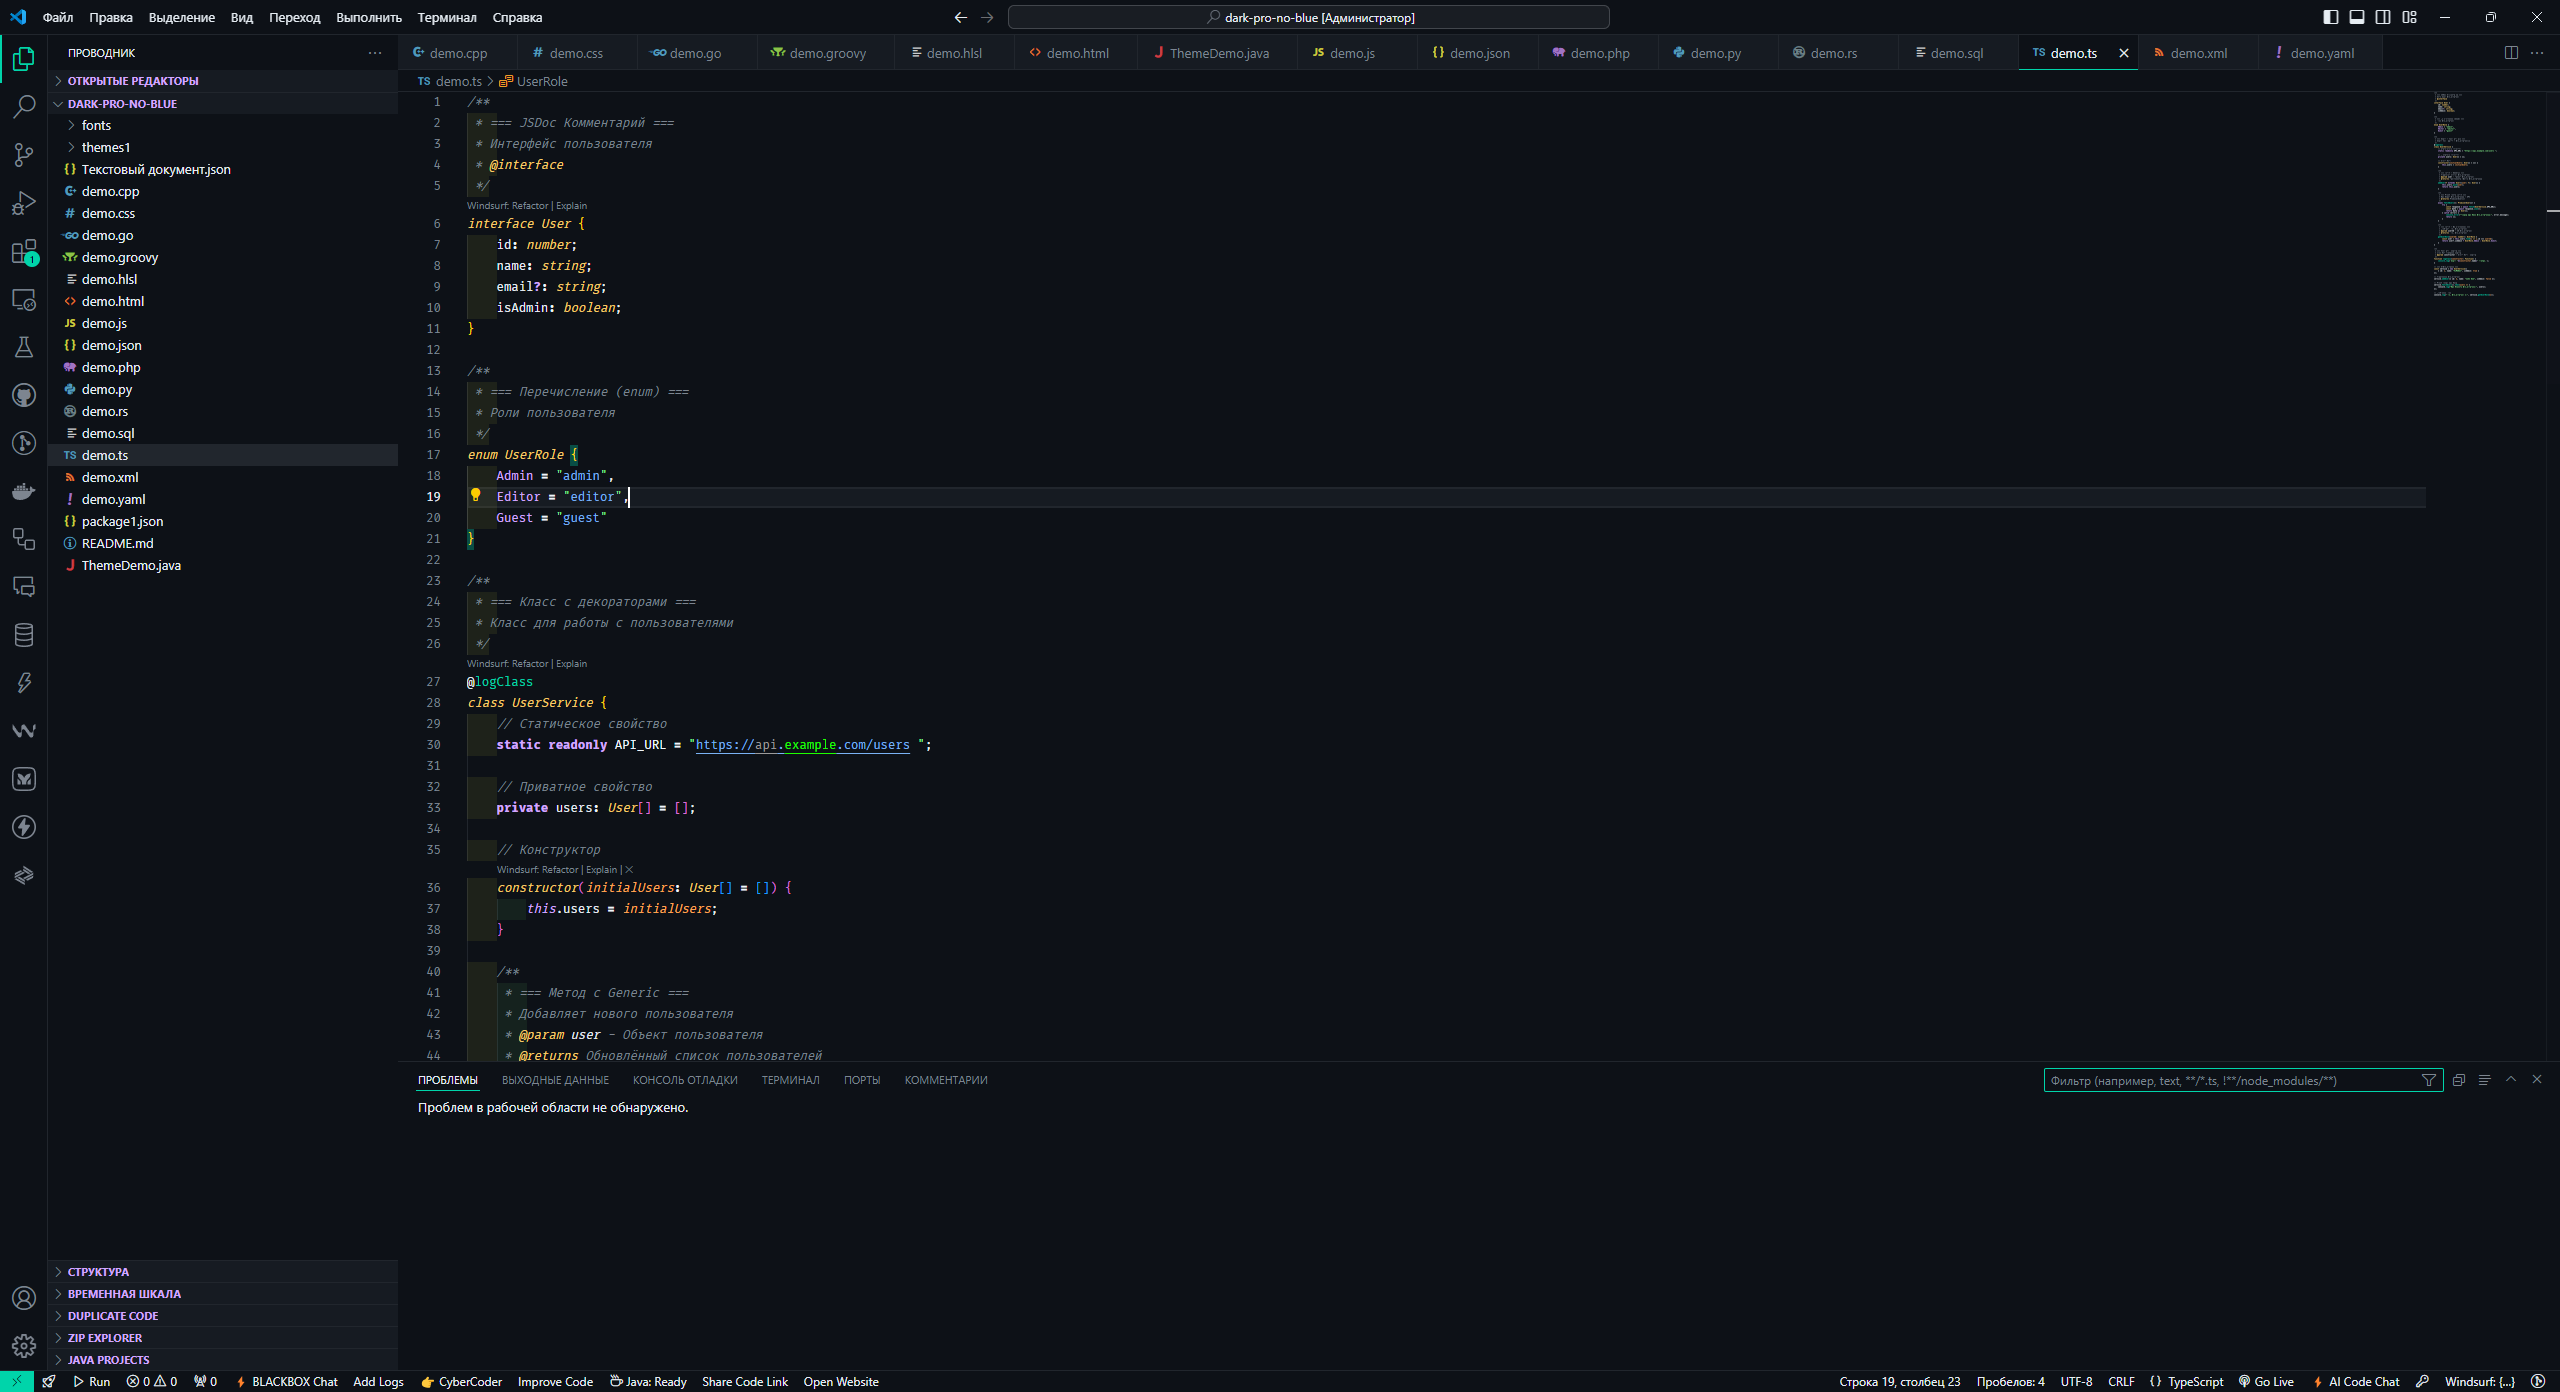 Файл Правка Выделение Вид Переход Выполнить Терминал Справка
dark-pro-no-blue [Администратор]
ПРОВОДНИК
ОТКРЫТЫЕ РЕДАКТОРЫ
DARK-PRO-NO-BLUE
fonts
themes1
Текстовый документ.json
demo.cpp
demo.css
demo.go
demo.groovy
demo.hlsl
demo.html
demo.js
demo.json
demo.php
demo.py
demo.rs
demo.sql
TS demo.ts
demo.xml
demo.yaml
package1.json
README.md
ThemeDemo.java
СТРУКТУРА
ВРЕМЕННАЯ ШКАЛА
DUPLICATE CODE
ZIP EXPLORER
JAVA PROJECTS
demo.cpp demo.css demo.go demo.groovy demo.hlsl demo.html ThemeDemo.java JS demo.js demo.json demo.php demo.py demo.rs demo.sql TS demo.ts demo.xml demo.yaml
TS demo.ts > UserRole
1 /**
2 * === JSDoc Комментарий ===
3 * Интерфейс пользователя
4 * @interface
5 */
Windsurf: Refactor | Explain
6 interface User {
7 id: number;
8 name: string;
9 email?: string;
10 isAdmin: boolean;
11 }
12
13 /**
14 * === Перечисление (enum) ===
15 * Роли пользователя
16 */
17 enum UserRole {
18 Admin = "admin",
19 Editor = "editor",
20 Guest = "guest"
21 }
22
23 /**
24 * === Класс с декораторами ===
25 * Класс для работы с пользователями
26 */
Windsurf: Refactor | Explain
27 @logClass
28 class UserService {
29 // Статическое свойство
30 static readonly API_URL = "https://api.example.com/users ";
31
32 // Приватное свойство
33 private users: User[] = [];
34
35 // Конструктор
Windsurf: Refactor | Explain | ×
36 constructor(initialUsers: User[] = []) {
37 this.users = initialUsers;
38 }
39
40 /**
41 * === Метод с Generic ===
42 * Добавляет нового пользователя
43 * @param user - Объект пользователя
44 * @returns Обновлённый список пользователей
ПРОБЛЕМЫ ВЫХОДНЫЕ ДАННЫЕ КОНСОЛЬ ОТЛАДКИ ТЕРМИНАЛ ПОРТЫ КОММЕНТАРИИ
Фильтр (например, text, **/*.ts, !**/node_modules/**)
Проблем в рабочей области не обнаружено.
Run 0 0 0 BLACKBOX Chat Add Logs CyberCoder Improve Code Java: Ready Share Code Link Open Website Строка 19, столбец 23 Пробелов: 4 UTF-8 CRLF {} TypeScript Go Live AI Code Chat Windsurf: {...}